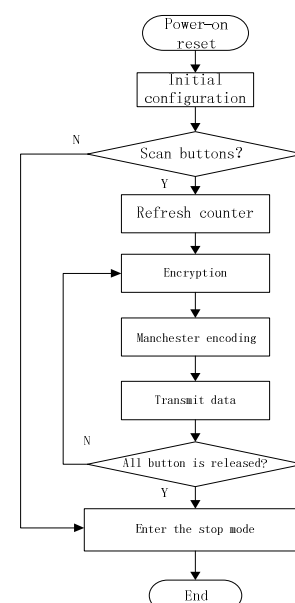 Power-on
reset
Initial
configuration
N
Scan buttons?
Y
Refresh counter
Encryption
Manchester encoding
Transmit data
N
All button is released?
Y
Enter the stop mode
End